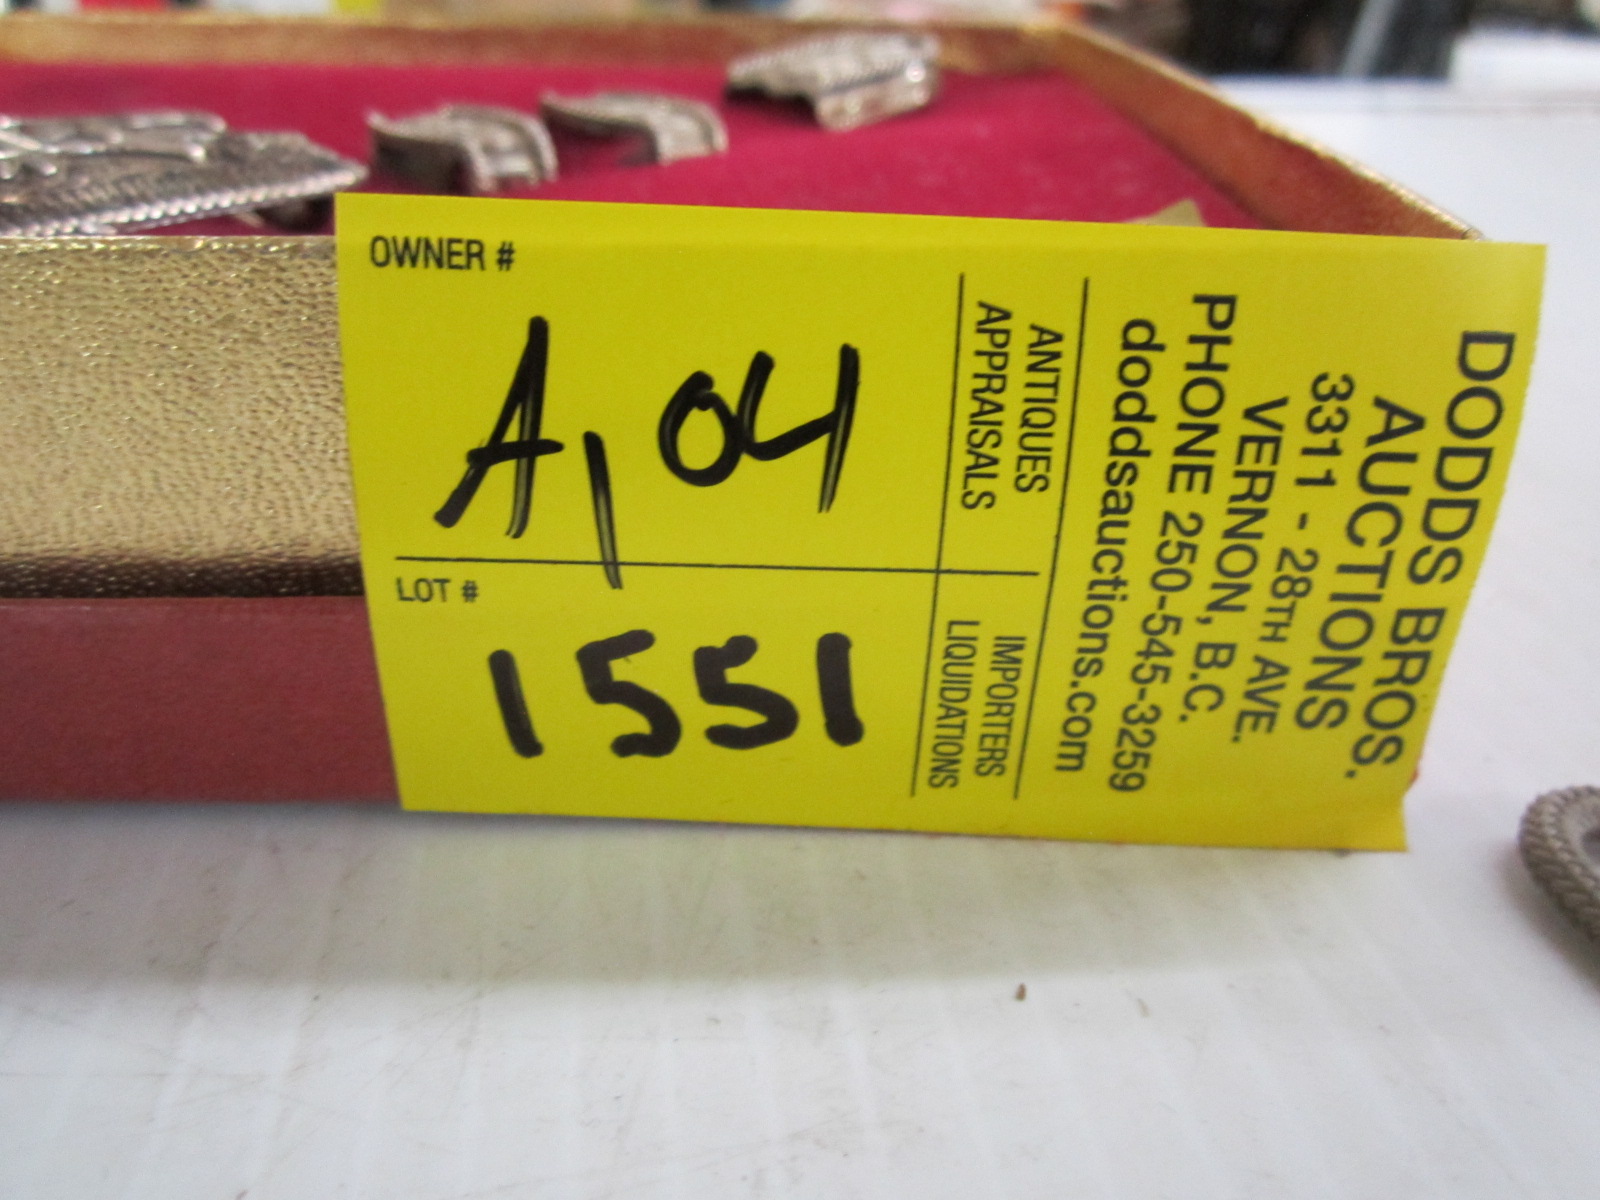 OWNER #
A, 04
LOT #
1551
ANTIQUES
APPRAISALS
IMPORTERS
LIQUIDATIONS
DODDS BROS.
AUCTIONS
3311 - 28TH AVE.
VERNON, B.C.
PHONE 250-545-3259
doddsauctions.com